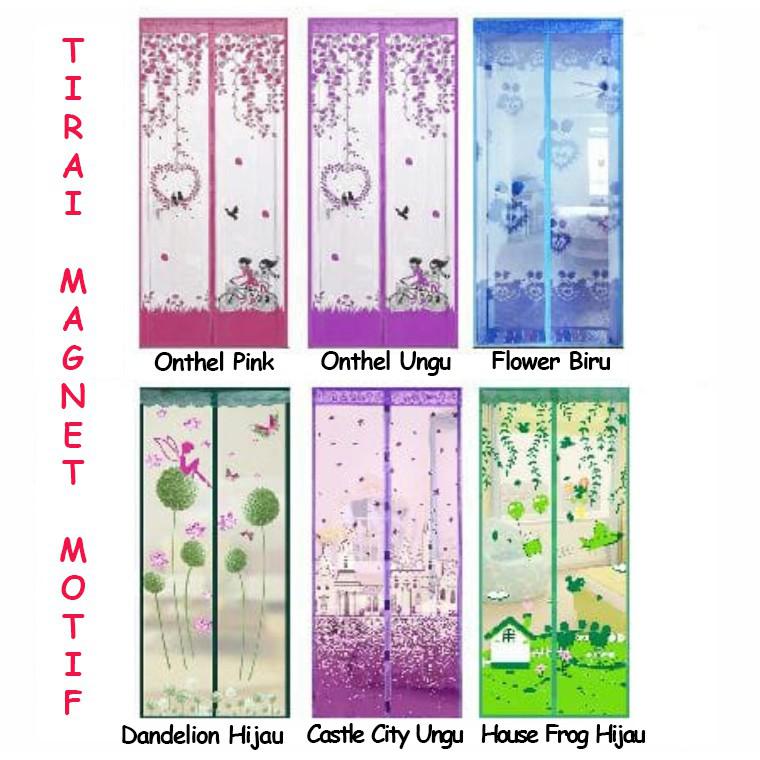 TIRAI MAGNET MOTIF
Onthel Pink
Onthel Ungu
Flower Biru
Dandelion Hijau
Castle City Ungu
House Frog Hijau